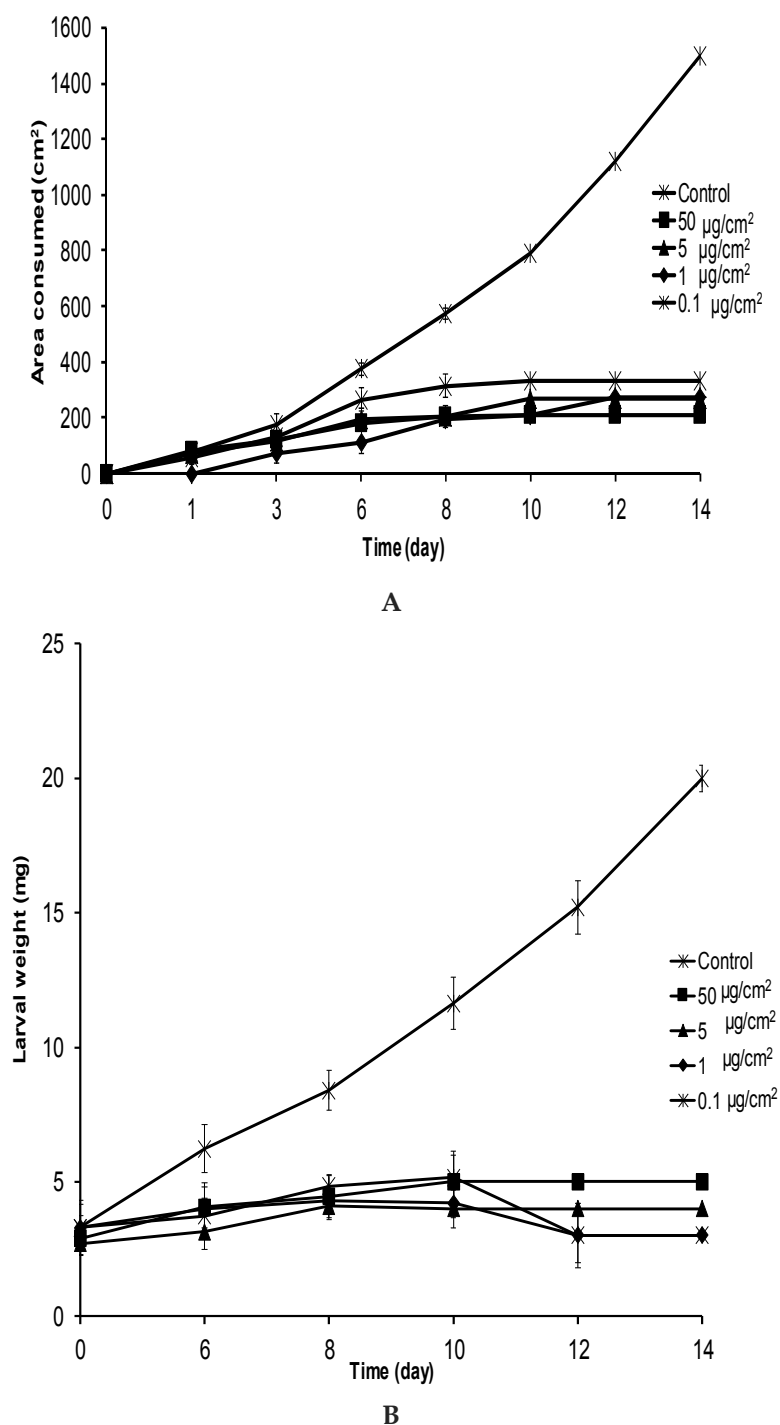 1600
1400
1200
1000
800
600
400
200
0
Area consumed (cm²)
Control
50 µg/cm²
5 µg/cm²
1 µg/cm²
0.1 µg/cm²
0 1 3 6 8 10 12 14
Time (day)
A
25
20
15
10
5
0
Larval weight (mg)
Control
50 µg/cm²
5 µg/cm²
1 µg/cm²
0.1 µg/cm²
0 6 8 10 12 14
Time (day)
B